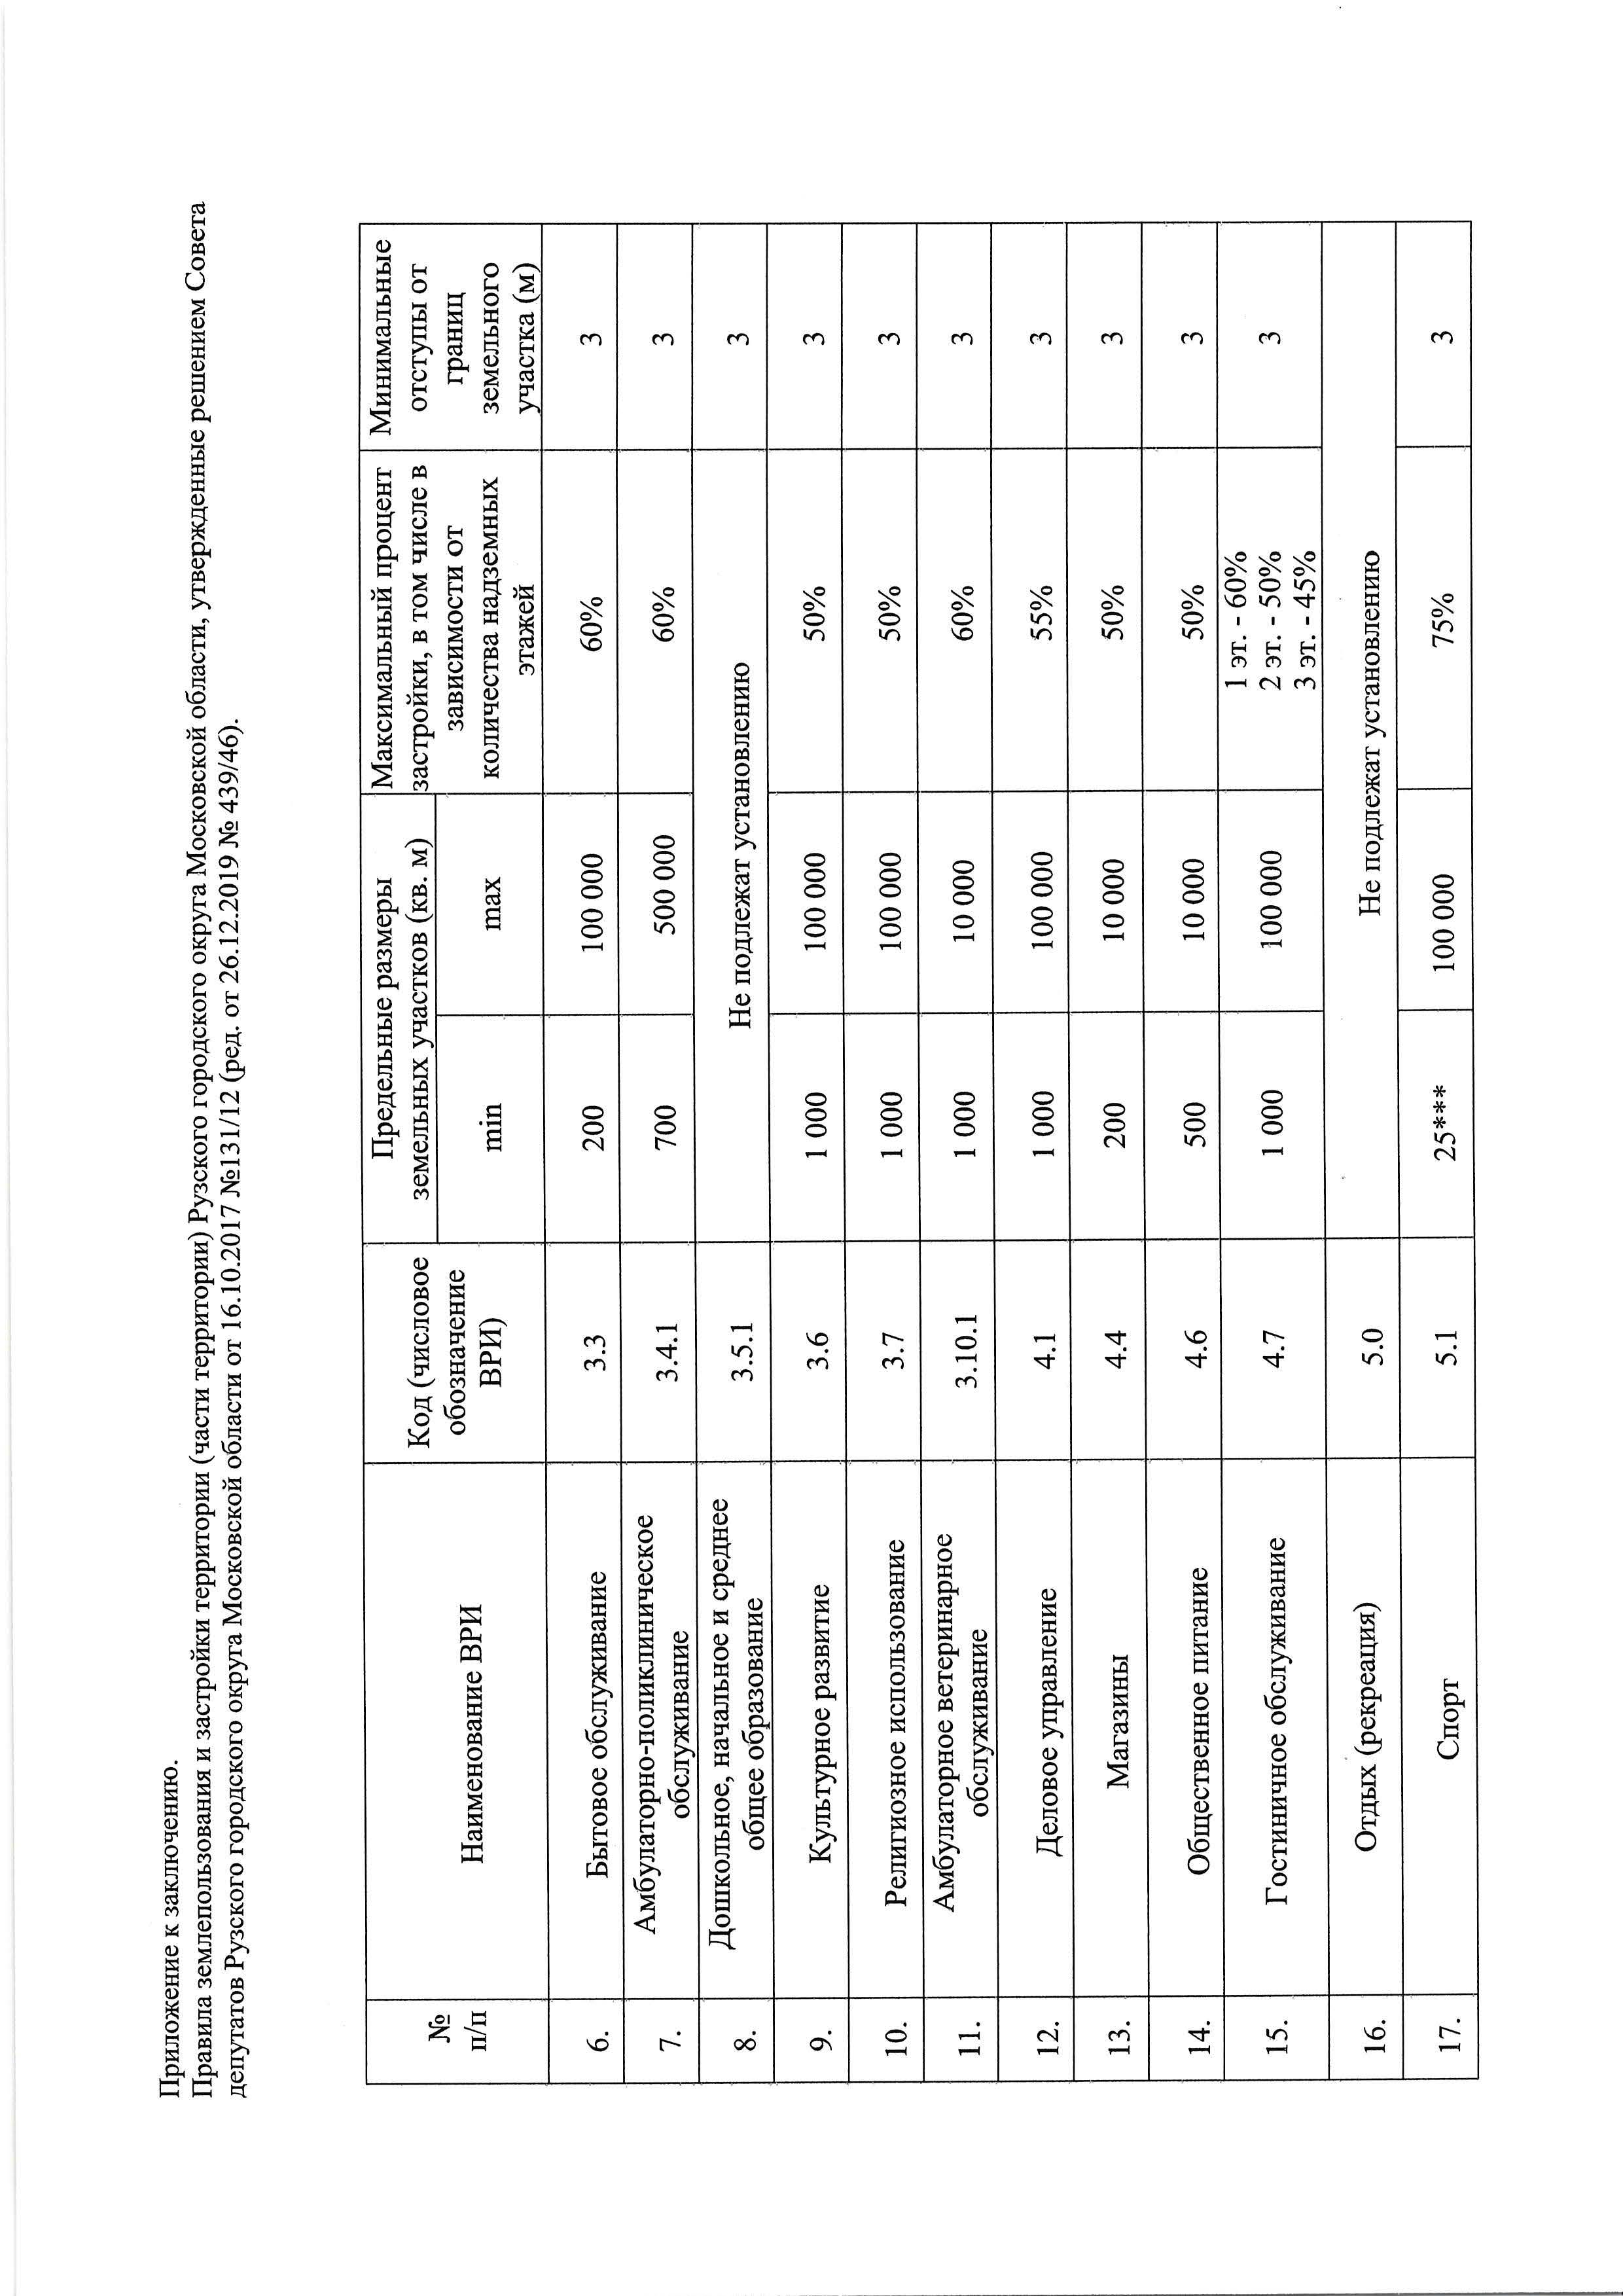 Приложение к заключению.
Правила землепользования и застройки территории (части территории) Рузского городского округа Московской области, утвержденные решением Совета
депутатов Рузского городского округа Московской области от 16.10.2017 №131/12 (ред. от 26.12.2019 № 439/46).
№
п/п
Наименование ВРИ
Код (числовое
обозначение
ВРИ)
Предельные размеры
земельных участков (кв. м)
min
max
Максимальный процент
застройки, в том числе в
зависимости от
количества надземных
этажей
Минимальные
отступы от
границ
земельного
участка (м)
6. Бытовое обслуживание 3.3 200 100 000 60% 3
7. Амбулаторно-поликлиническое
обслуживание 3.4.1 700 500 000 60% 3
8. Дошкольное, начальное и среднее
общее образование 3.5.1 Не подлежат установлению 3
9. Культурное развитие 3.6 1 000 100 000 50% 3
10. Религиозное использование 3.7 1 000 100 000 50% 3
11. Амбулаторное ветеринарное
обслуживание 3.10.1 1 000 10 000 60% 3
12. Деловое управление 4.1 1 000 100 000 55% 3
13. Магазины 4.4 200 10 000 50% 3
14. Общественное питание 4.6 500 10 000 50% 3
15. Гостиничное обслуживание 4.7 1 000 100 000 1 эт. - 60%
2 эт. - 50%
3 эт. - 45%
3
16. Отдых (рекреация) 5.0 Не подлежат установлению
17. Спорт 5.1 25*** 100 000 75% 3